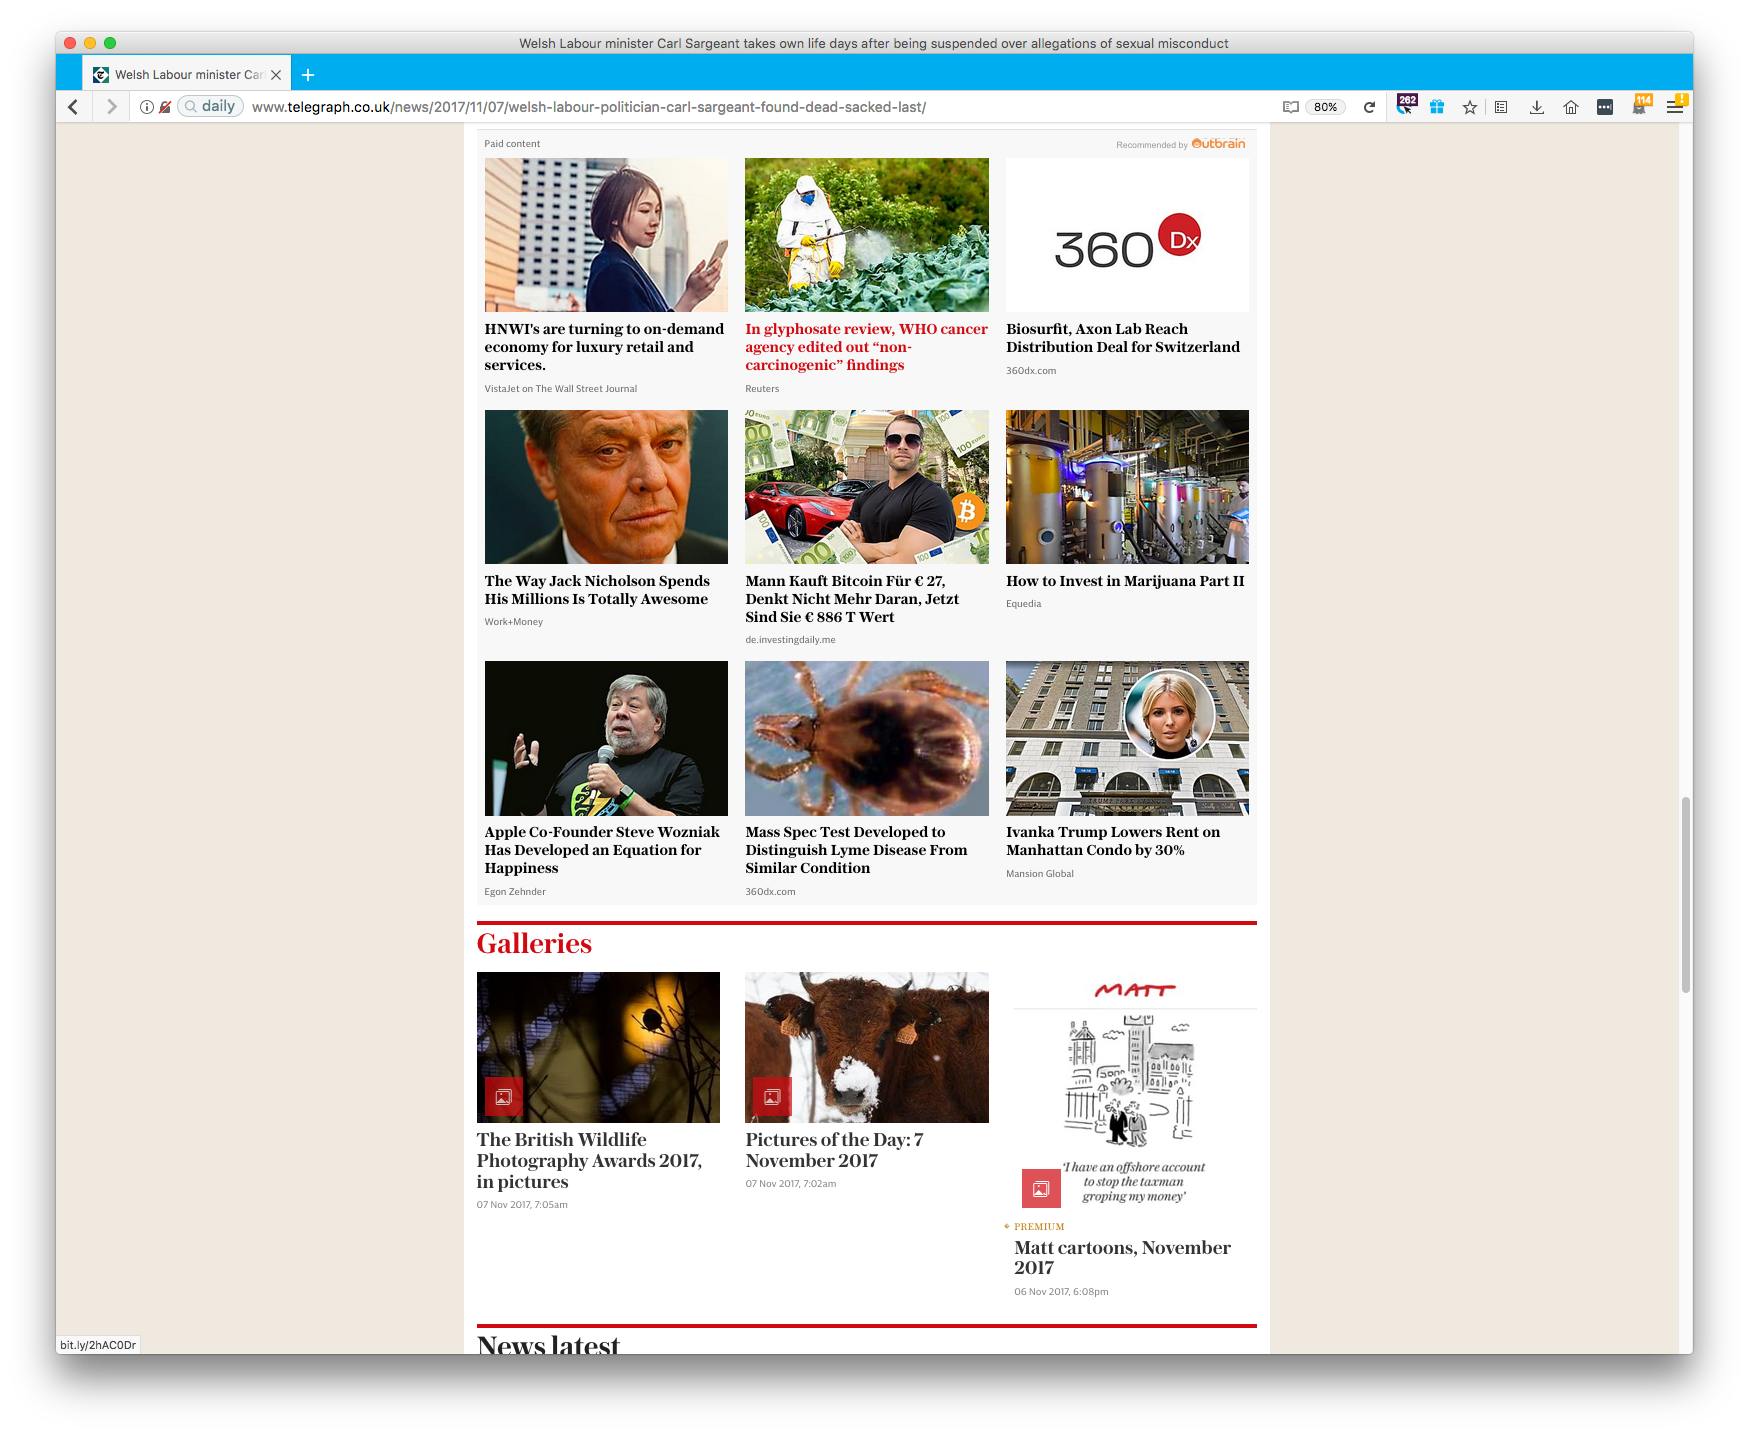 Welsh Labour minister Carl Sargeant takes own life days after being suspended over allegations of sexual misconduct
Welsh Labour minister Car
daily
www.telegraph.co.uk/news/2017/11/07/welsh-labour-politician-carl-sargeant-found-dead-sacked-last/
80%
262
114
Paid content
Recommended by Outbrain
360 Dx
HNWI's are turning to on-demand
economy for luxury retail and
services.
VistaJet on The Wall Street Journal
In glyphosate review, WHO cancer
agency edited out “non-
carcinogenic” findings
Reuters
Biosurfit, Axon Lab Reach
Distribution Deal for Switzerland
360dx.com
The Way Jack Nicholson Spends
His Millions Is Totally Awesome
Work+Money
Mann Kauft Bitcoin Für € 27,
Denkt Nicht Mehr Daran, Jetzt
Sind Sie € 886 T Wert
de.investingdaily.me
How to Invest in Marijuana Part II
Equedia
Apple Co-Founder Steve Wozniak
Has Developed an Equation for
Happiness
Egon Zehnder
Mass Spec Test Developed to
Distinguish Lyme Disease From
Similar Condition
360dx.com
Ivanka Trump Lowers Rent on
Manhattan Condo by 30%
Mansion Global
Galleries
The British Wildlife
Photography Awards 2017,
in pictures
07 Nov 2017, 7:05am
Pictures of the Day: 7
November 2017
07 Nov 2017, 7:02am
MATT
‘I have an offshore account
to stop the taxman
groping my money’
PREMIUM
Matt cartoons, November
2017
06 Nov 2017, 6:08pm
News latest
bit.ly/2hAC0Dr